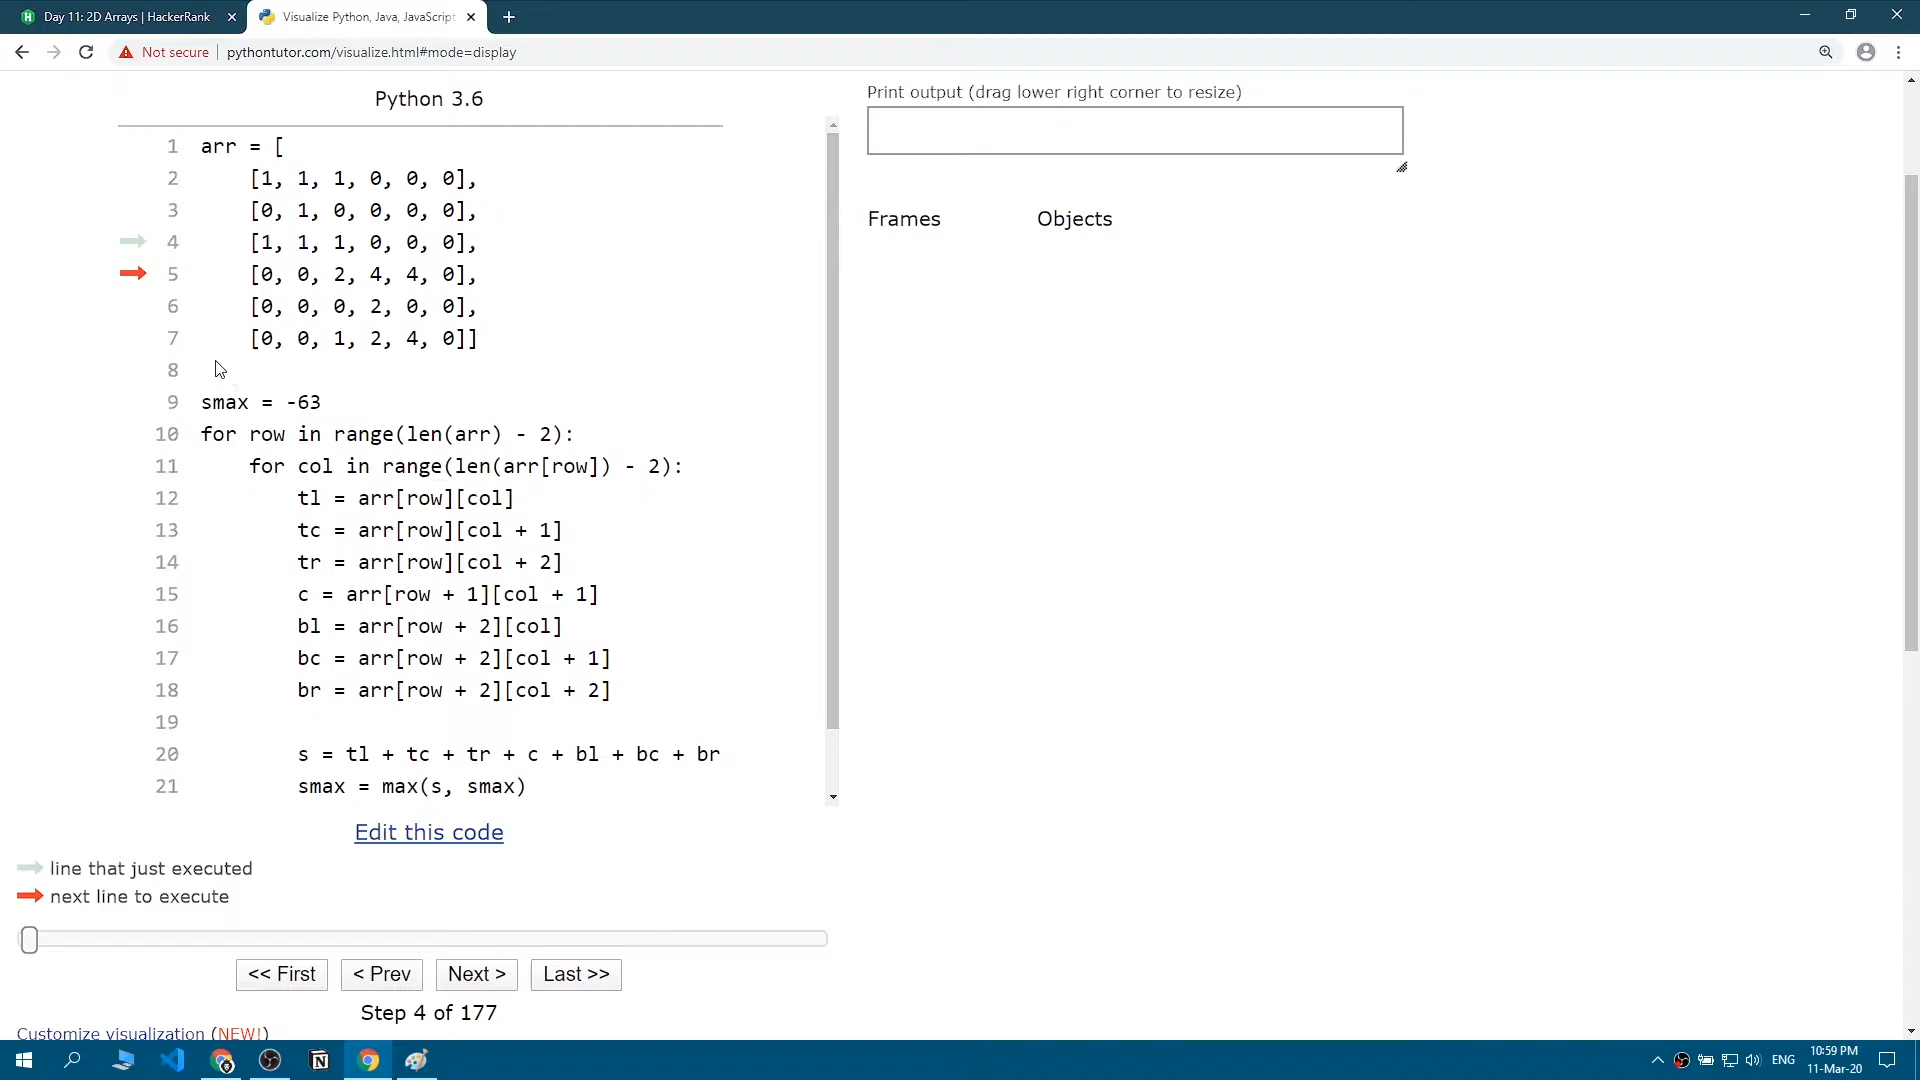 Day 11: 2D Arrays | HackerRank
Visualize Python, Java, JavaScript
Not secure
pythontutor.com/visualize.html#mode=display
Python 3.6
1 arr = [
2     [1, 1, 1, 0, 0, 0],
3     [0, 1, 0, 0, 0, 0],
4     [1, 1, 1, 0, 0, 0],
5     [0, 0, 2, 4, 4, 0],
6     [0, 0, 0, 2, 0, 0],
7     [0, 0, 1, 2, 4, 0]]
8
9 smax = -63
10 for row in range(len(arr) - 2):
11     for col in range(len(arr[row]) - 2):
12         tl = arr[row][col]
13         tc = arr[row][col + 1]
14         tr = arr[row][col + 2]
15         c = arr[row + 1][col + 1]
16         bl = arr[row + 2][col]
17         bc = arr[row + 2][col + 1]
18         br = arr[row + 2][col + 2]
19
20         s = tl + tc + tr + c + bl + bc + br
21         smax = max(s, smax)
Edit this code
line that just executed
next line to execute
<< First
< Prev
Next >
Last >>
Step 4 of 177
Customize visualization (NEW!)
Print output (drag lower right corner to resize)
Frames
Objects
ENG
10:59 PM
11-Mar-20